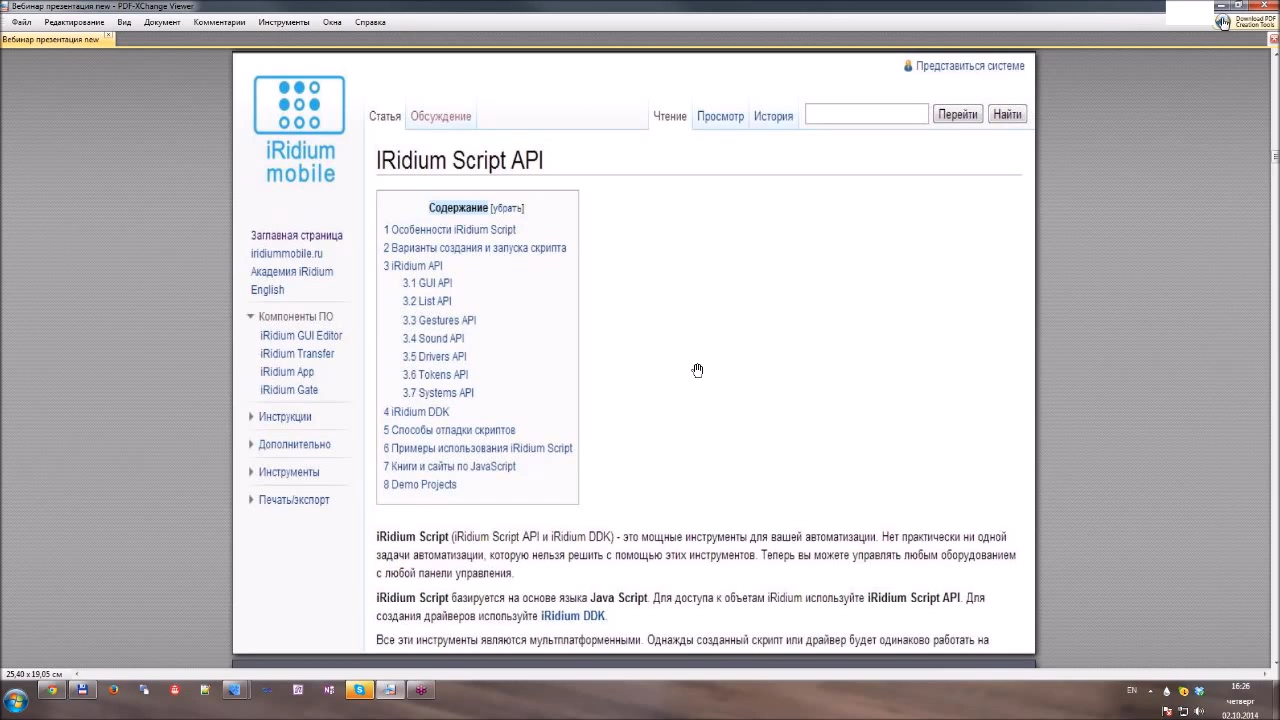 Вебинар презентация new - PDF-XChange Viewer
Файл Редактирование Вид Документ Комментарии Инструменты Окна Справка
Download PDF
Creation Tools
Вебинар презентация new
Представиться системе
Статья Обсуждение Чтение Просмотр История Перейти Найти
iRidium
mobile
IRidium Script API
Содержание [убрать]
1 Особенности iRidium Script
2 Варианты создания и запуска скрипта
3 iRidium API
3.1 GUI API
3.2 List API
3.3 Gestures API
3.4 Sound API
3.5 Drivers API
3.6 Tokens API
3.7 Systems API
4 iRidium DDK
5 Способы отладки скриптов
6 Примеры использования iRidium Script
7 Книги и сайты по JavaScript
8 Demo Projects
Заглавная страница
iridiummobile.ru
Академия iRidium
English
Компоненты ПО
iRidium GUI Editor
iRidium Transfer
iRidium App
iRidium Gate
Инструкции
Дополнительно
Инструменты
Печать/экспорт
iRidium Script (iRidium Script API и iRidium DDK) - это мощные инструменты для вашей автоматизации. Нет практически ни одной
задачи автоматизации, которую нельзя решить с помощью этих инструментов. Теперь вы можете управлять любым оборудованием
с любой панели управления.
iRidium Script базируется на основе языка Java Script. Для доступа к объетам iRidium используйте iRidium Script API. Для
создания драйверов используйте iRidium DDK.
Все эти инструменты являются мультплатформенными. Однажды созданный скрипт или драйвер будет одинаково работать на
25,40 x 19,05 см
EN
16:26
четверг
02.10.2014